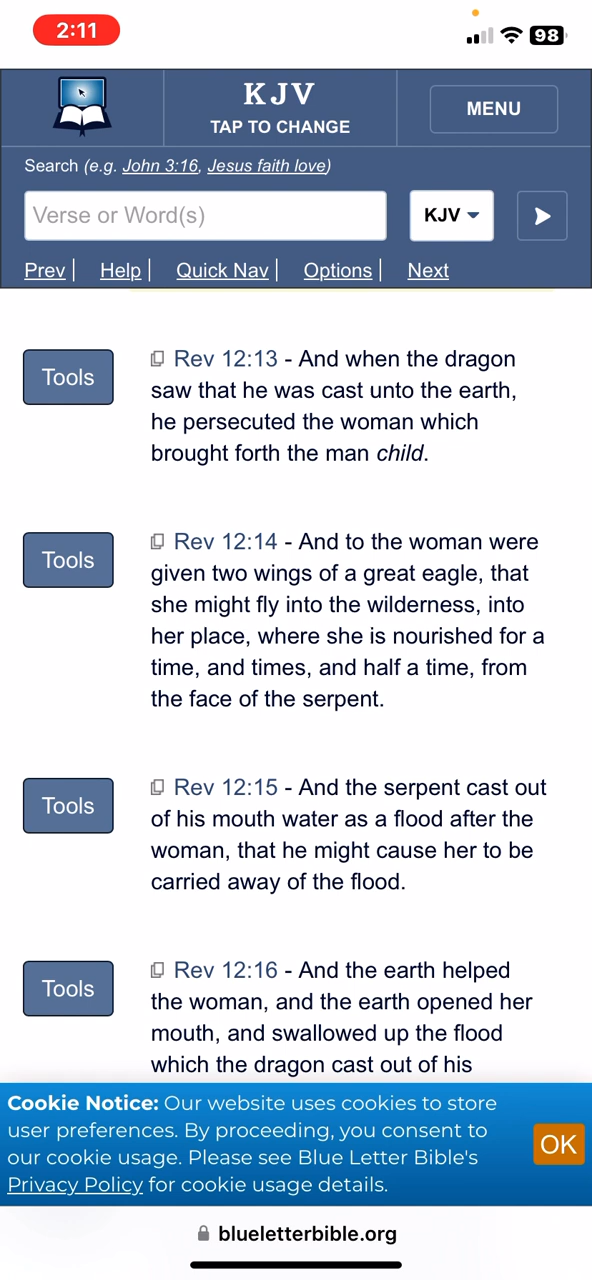 2:11
98
KJV
TAP TO CHANGE
MENU
Search (e.g. John 3:16, Jesus faith love)
Verse or Word(s)
KJV
Prev | Help | Quick Nav | Options | Next
Tools
Rev 12:13 - And when the dragon
saw that he was cast unto the earth,
he persecuted the woman which
brought forth the man child.
Tools
Rev 12:14 - And to the woman were
given two wings of a great eagle, that
she might fly into the wilderness, into
her place, where she is nourished for a
time, and times, and half a time, from
the face of the serpent.
Tools
Rev 12:15 - And the serpent cast out
of his mouth water as a flood after the
woman, that he might cause her to be
carried away of the flood.
Tools
Rev 12:16 - And the earth helped
the woman, and the earth opened her
mouth, and swallowed up the flood
which the dragon cast out of his
Cookie Notice: Our website uses cookies to store
user preferences. By proceeding, you consent to
our cookie usage. Please see Blue Letter Bible's
Privacy Policy for cookie usage details.
OK
blueletterbible.org